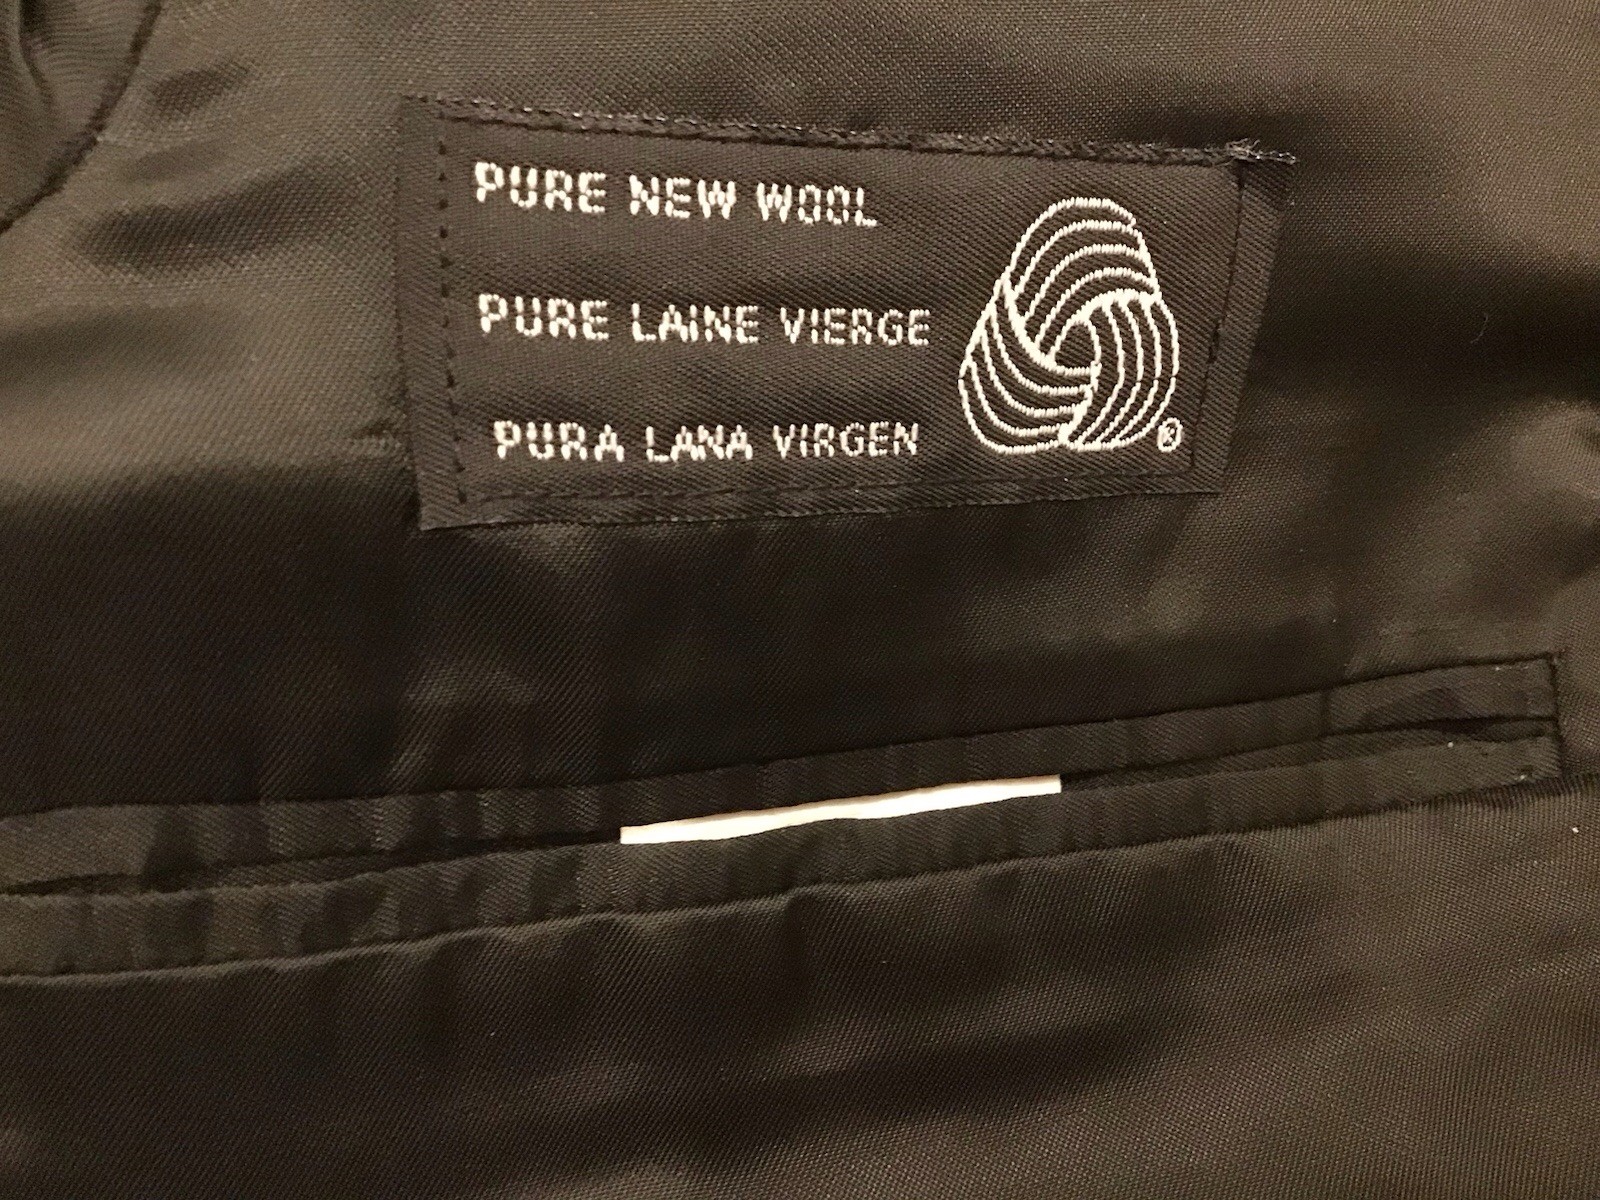 PURE NEW WOOL
PURE LAINE VIERGE
PURA LANA VIRGEN
®